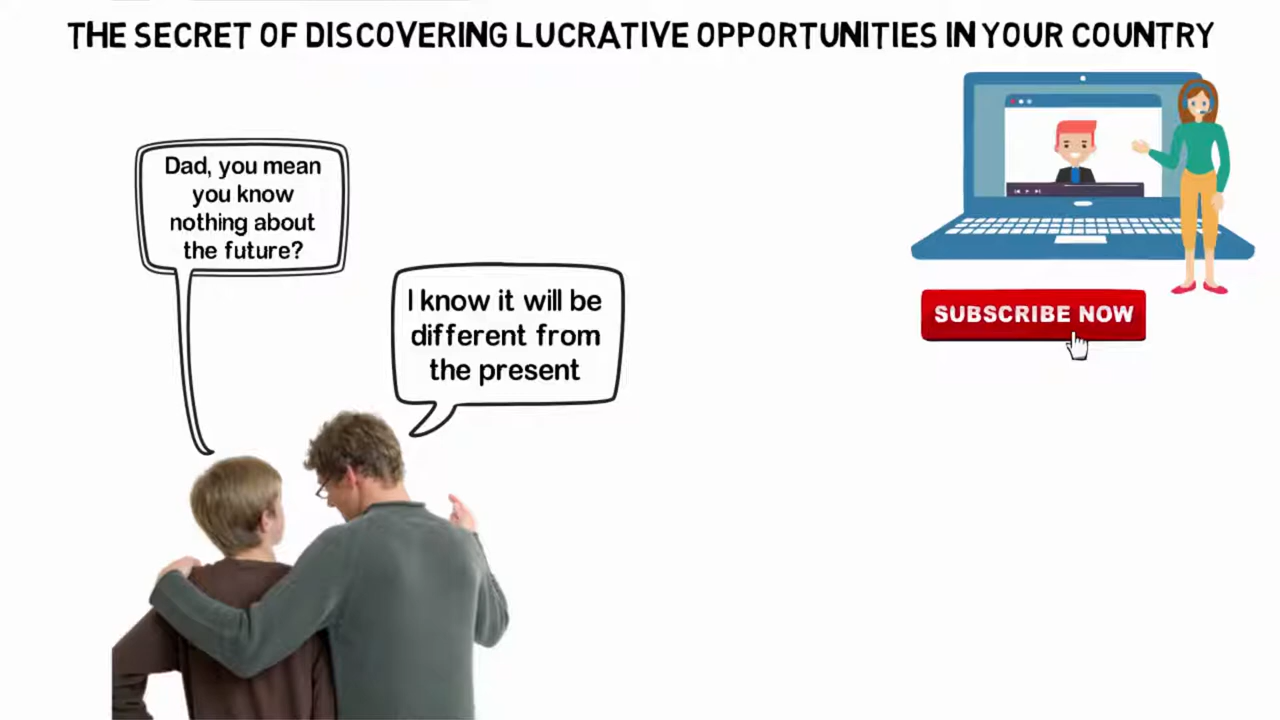 THE SECRET OF DISCOVERING LUCRATIVE OPPORTUNITIES IN YOUR COUNTRY
Dad, you mean
you know
nothing about
the future?
I know it will be
different from
the present
SUBSCRIBE NOW